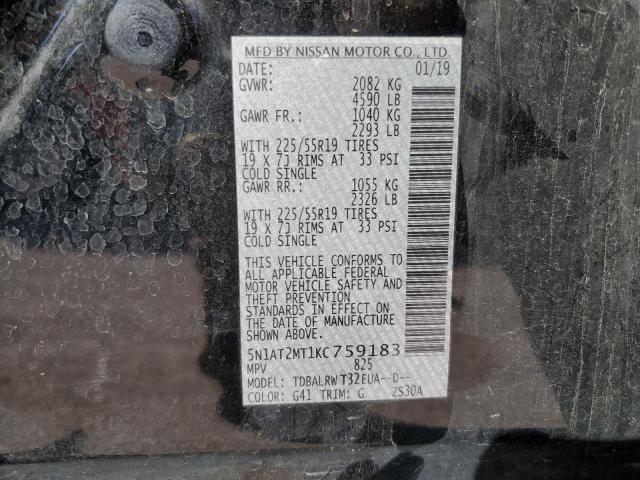 MFD BY NISSAN MOTOR CO., LTD.
DATE: 01/19
GVWR: 2082 KG
4590 LB
GAWR FR.: 1040 KG
2293 LB
WITH 225/55R19 TIRES
19 X 7J RIMS AT 33 PSI
COLD SINGLE
GAWR RR.: 1055 KG
2326 LB
WITH 225/55R19 TIRES
19 X 7J RIMS AT 33 PSI
COLD SINGLE
THIS VEHICLE CONFORMS TO
ALL APPLICABLE FEDERAL
MOTOR VEHICLE SAFETY AND
THEFT PREVENTION
STANDARDS IN EFFECT ON
THE DATE OF MANUFACTURE
SHOWN ABOVE.
5N1AT2MT1KC759183
MPV 825
MODEL: TDBALRW T32EUA--D--
COLOR: G41 TRIM: G ZS30A